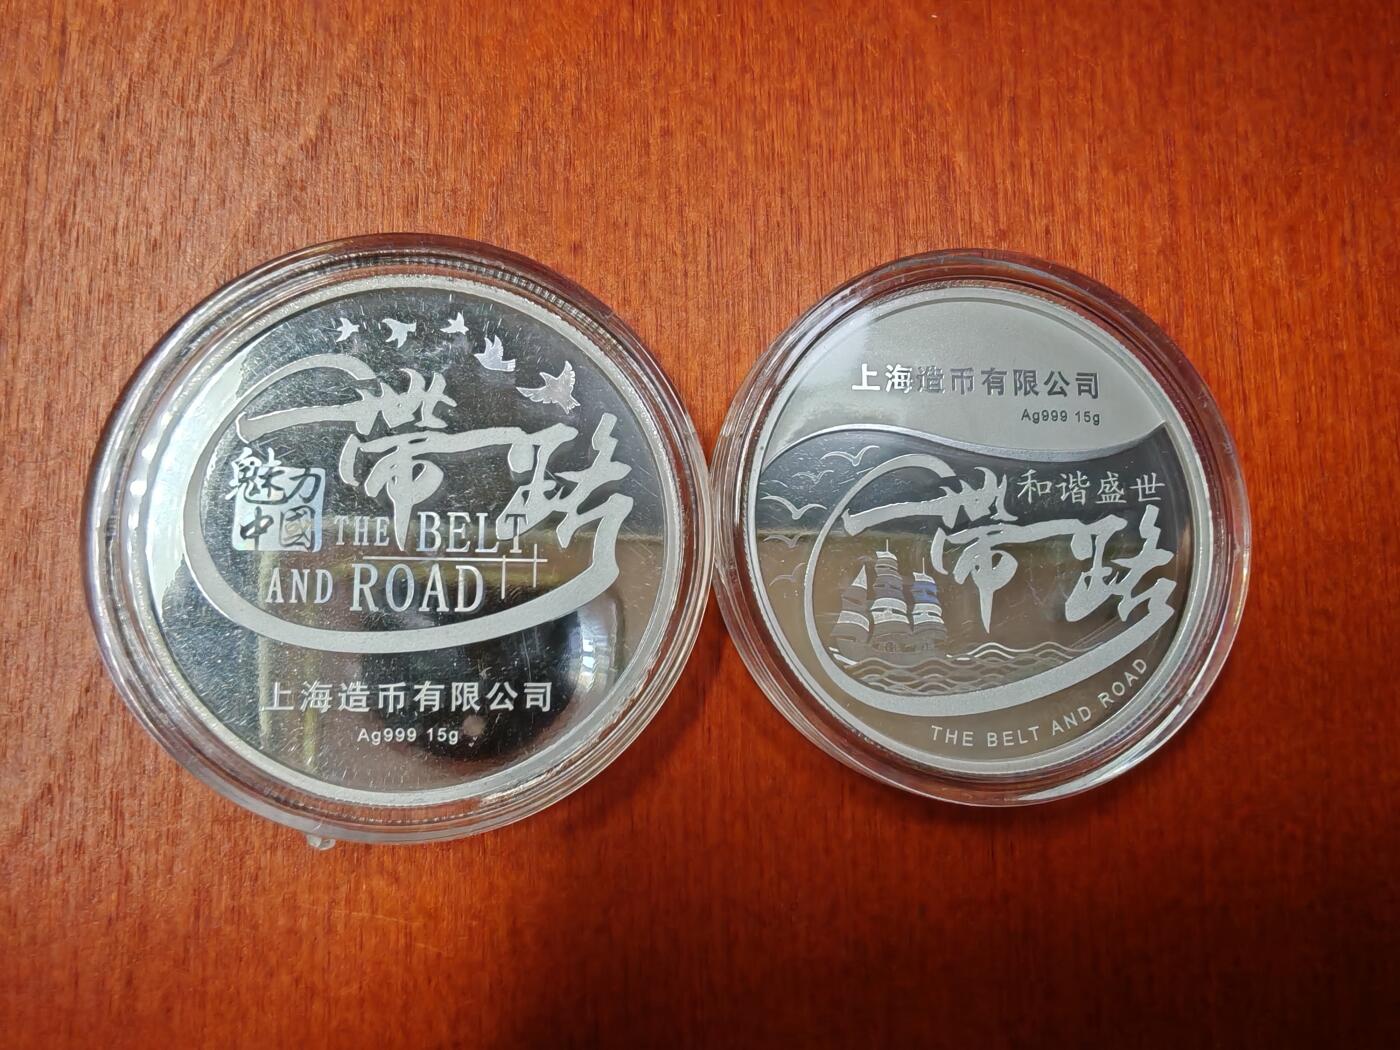 一带一路
魅力
中國
THE BELT
AND ROAD
上海造币有限公司
Ag999 15g
上海造币有限公司
Ag999 15g
和谐盛世
一带一路
THE BELT AND ROAD